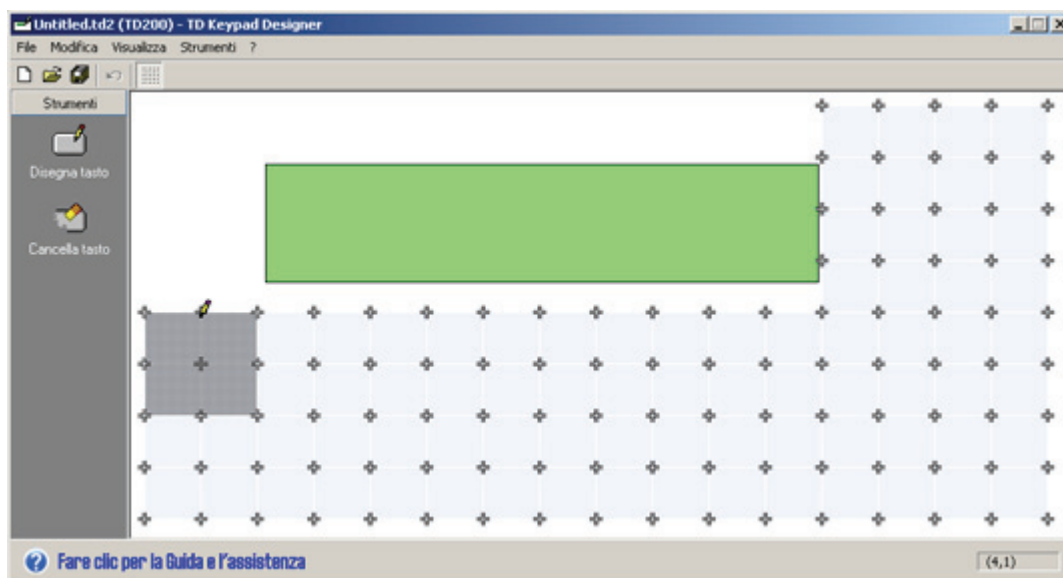 Untitled.td2 (TD200) - TD Keypad Designer
File Modifica Visualizza Strumenti ?
Strumenti
Disegna tasto
Cancella tasto
Fare clic per la Guida e l'assistenza
(4,1)